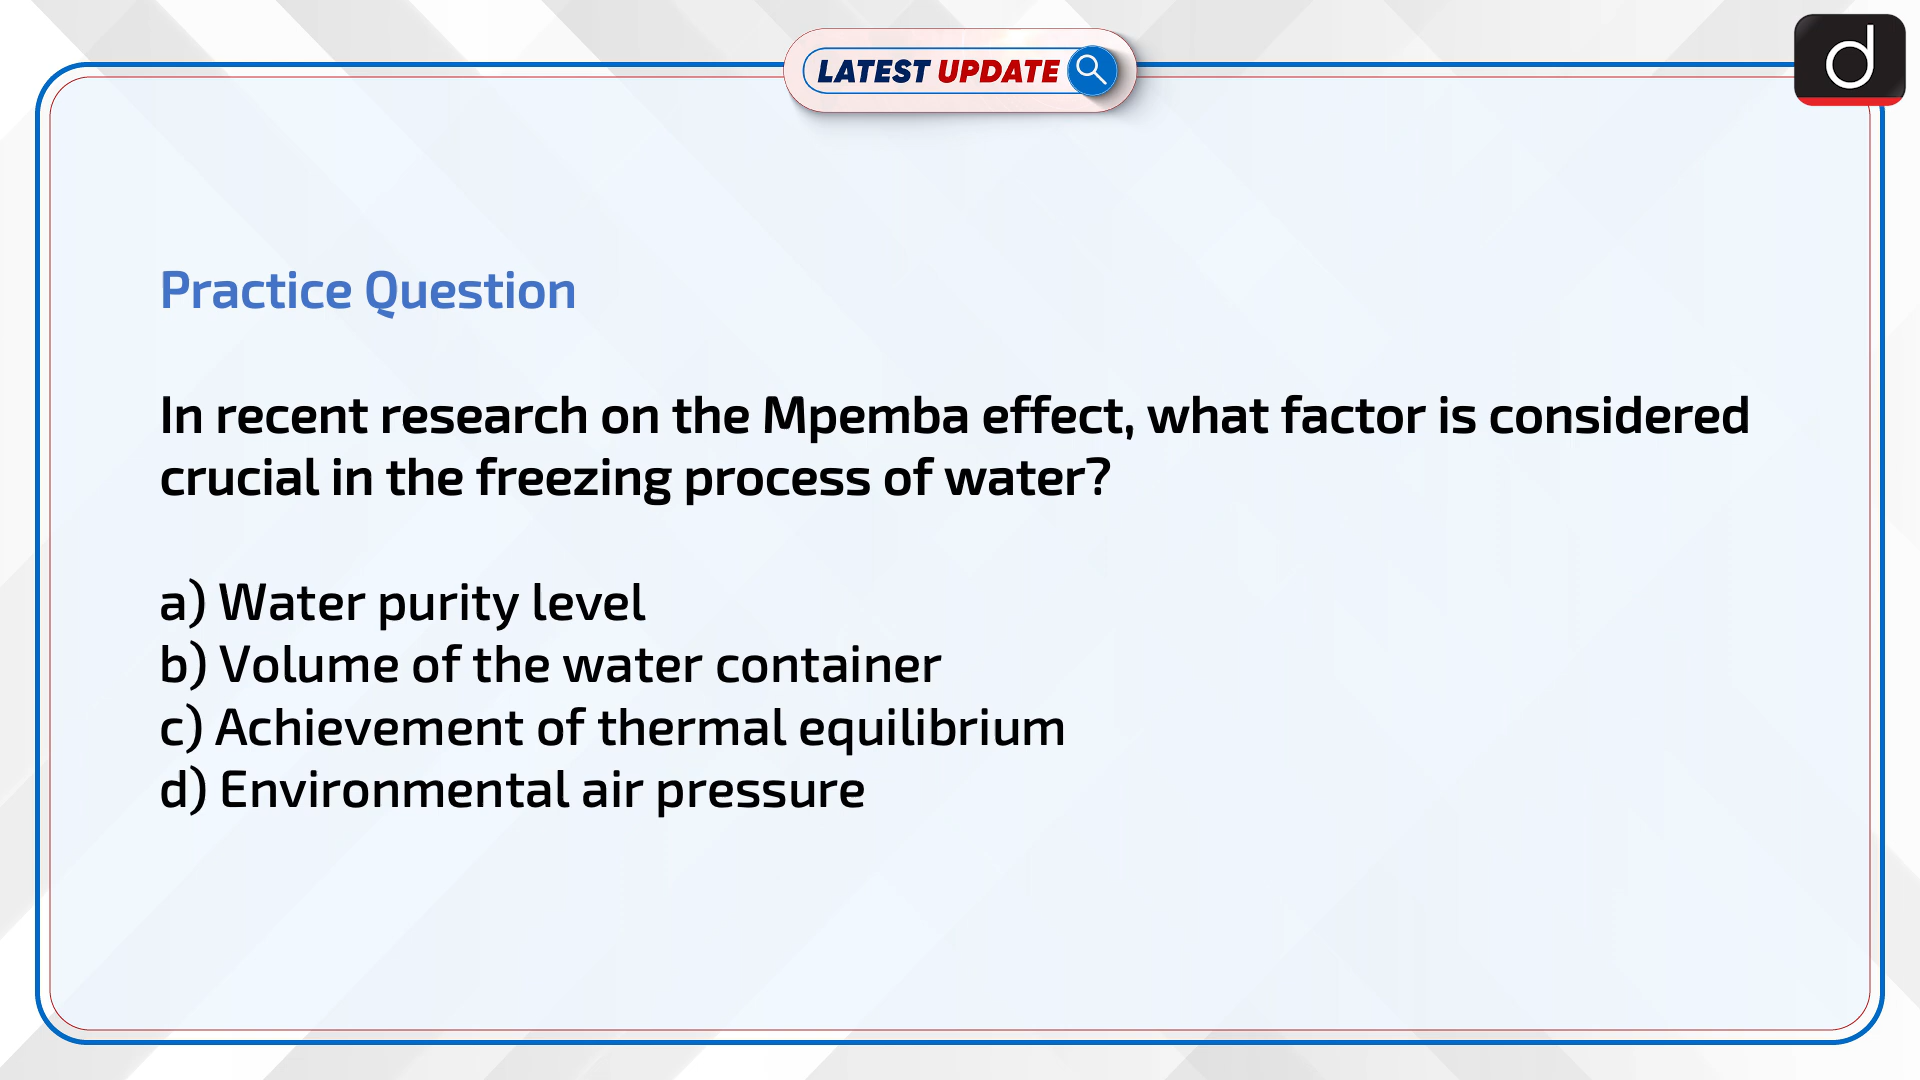 LATEST UPDATE
d
Practice Question
In recent research on the Mpemba effect, what factor is considered
crucial in the freezing process of water?
a) Water purity level
b) Volume of the water container
c) Achievement of thermal equilibrium
d) Environmental air pressure